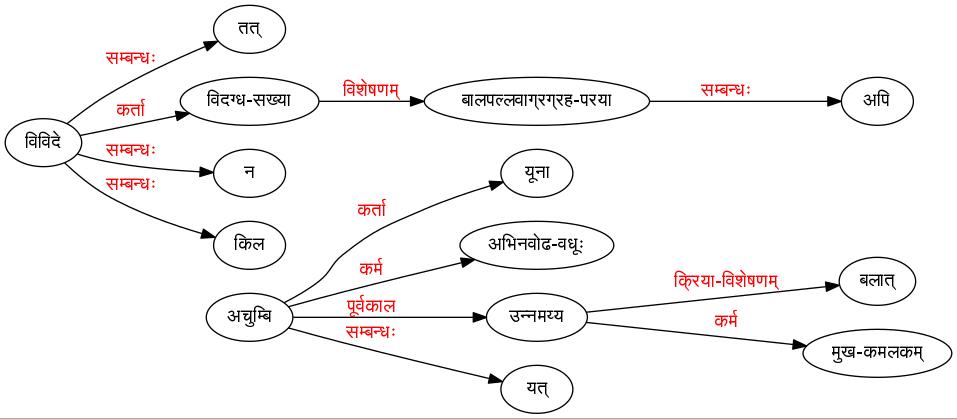 तत्
सम्बन्धः
विदग्ध-सख्या
विशेषणम्
बालपल्लवाग्रग्रह-परया
सम्बन्धः
अपि
कर्ता
विविदे
सम्बन्धः
न
यूना
सम्बन्धः
कर्ता
किल
अभिनवोढ-वधूः
कर्म
क्रिया-विशेषणम्
बलात्
पूर्वकाल
अचुम्बि
उन्नमय्य
कर्म
सम्बन्धः
मुख-कमलकम्
यत्